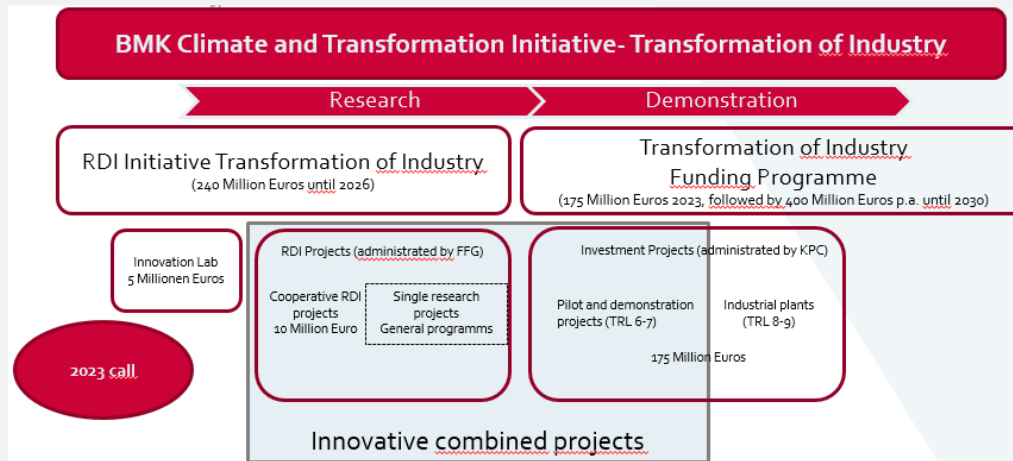 BMK Climate and Transformation Initiative- Transformation of Industry
Research
Demonstration
RDI Initiative Transformation of Industry
(240 Million Euros until 2026)
Transformation of Industry
Funding Programme
(175 Million Euros 2023, followed by 400 Million Euros p.a. until 2030)
Innovation Lab
5 Millionen Euros
RDI Projects (administrated by FFG)
Cooperative RDI
projects
10 Million Euro
Single research
projects
General programms
Investment Projects (administrated by KPC)
Pilot and demonstration
projects (TRL 6-7)
Industrial plants
(TRL 8-9)
175 Million Euros
2023 call
Innovative combined projects